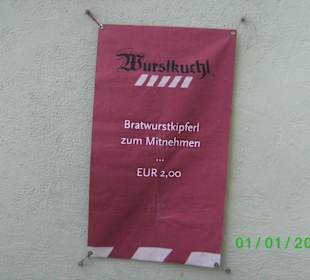 Wurstkuchl
Bratwurstkipferl
zum Mitnehmen
...
EUR 2,00
01/01/20